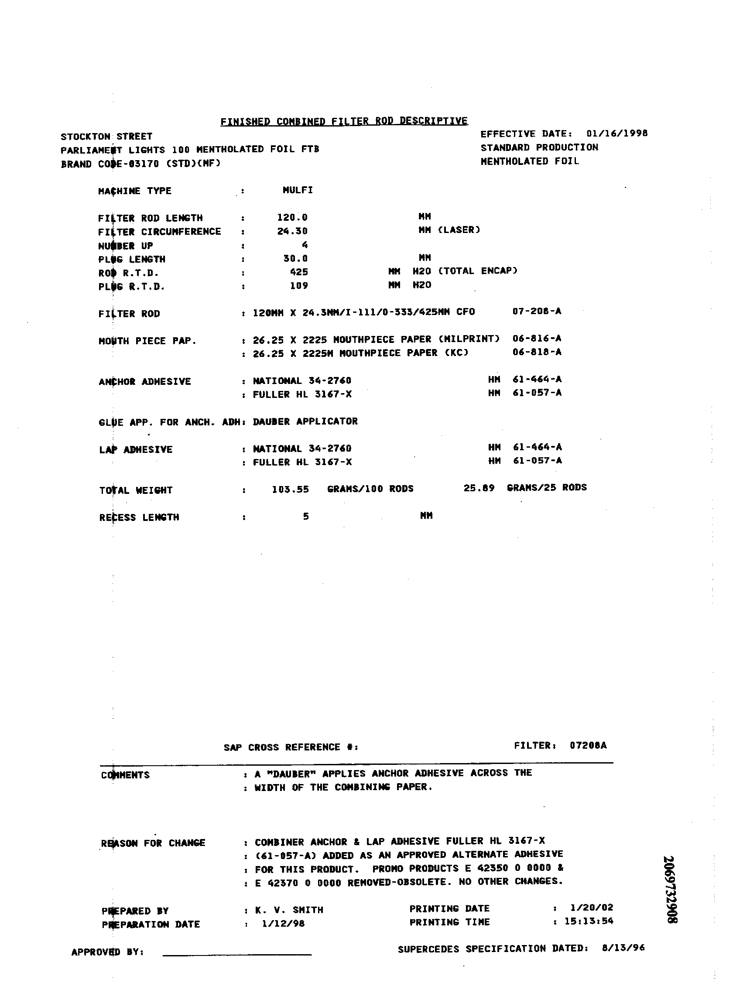 FINISHED COMBINED FILTER ROD DESCRIPTIVE
STOCKTON STREET EFFECTIVE DATE: 01/16/1998
PARLIAMENT LIGHTS 100 MENTHOLATED FOIL FTB STANDARD PRODUCTION
BRAND CODE-03170 (STD)(MF) MENTHOLATED FOIL
MACHINE TYPE : MULFI
FILTER ROD LENGTH : 120.0 MM
FILTER CIRCUMFERENCE : 24.30 MM (LASER)
NUMBER UP : 4
PLUG LENGTH : 30.0 MM
ROD R.T.D. : 425 MM H2O (TOTAL ENCAP)
PLUG R.T.D. : 109 MM H2O
FILTER ROD : 120MM X 24.3MM/I-111/O-333/425MM CFO 07-208-A
MOUTH PIECE PAP. : 26.25 X 2225 MOUTHPIECE PAPER (MILPRINT) 06-816-A
: 26.25 X 2225M MOUTHPIECE PAPER (KC) 06-818-A
ANCHOR ADHESIVE : NATIONAL 34-2760 HM 61-464-A
: FULLER HL 3167-X HM 61-057-A
GLUE APP. FOR ANCH. ADH: DAUBER APPLICATOR
LAP ADHESIVE : NATIONAL 34-2760 HM 61-464-A
: FULLER HL 3167-X HM 61-057-A
TOTAL WEIGHT : 103.55 GRAMS/100 RODS 25.89 GRAMS/25 RODS
RECESS LENGTH : 5 MM
SAP CROSS REFERENCE #: FILTER: 07208A
COMMENTS : A "DAUBER" APPLIES ANCHOR ADHESIVE ACROSS THE
: WIDTH OF THE COMBINING PAPER.
REASON FOR CHANGE : COMBINER ANCHOR & LAP ADHESIVE FULLER HL 3167-X
: (61-057-A) ADDED AS AN APPROVED ALTERNATE ADHESIVE
: FOR THIS PRODUCT. PROMO PRODUCTS E 42350 0 0000 &
: E 42370 0 0000 REMOVED-OBSOLETE. NO OTHER CHANGES.
PREPARED BY : K. V. SMITH PRINTING DATE : 1/20/02
PREPARATION DATE : 1/12/98 PRINTING TIME : 15:13:54
APPROVED BY: SUPERCEDES SPECIFICATION DATED: 8/13/96
2069732908